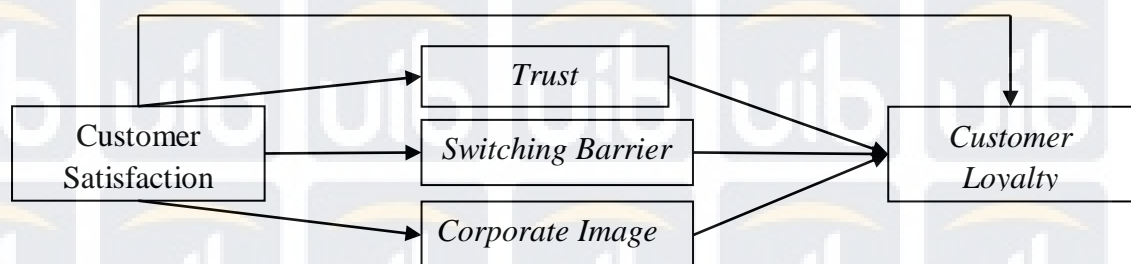 Trust
Customer
Satisfaction
Switching Barrier
Corporate Image
Customer
Loyalty